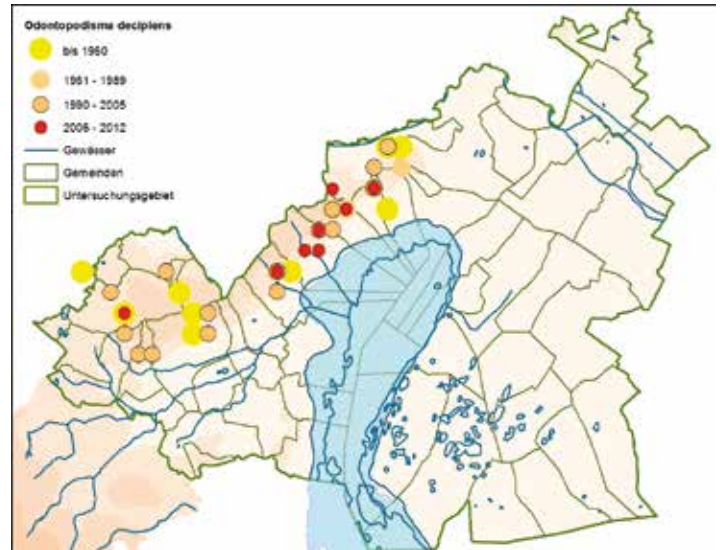 Odontopodisma decipiens
bis 1960
1961 - 1989
1990 - 2005
2006 - 2012
Gewässer
Gemeinden
Untersuchungsgebiet